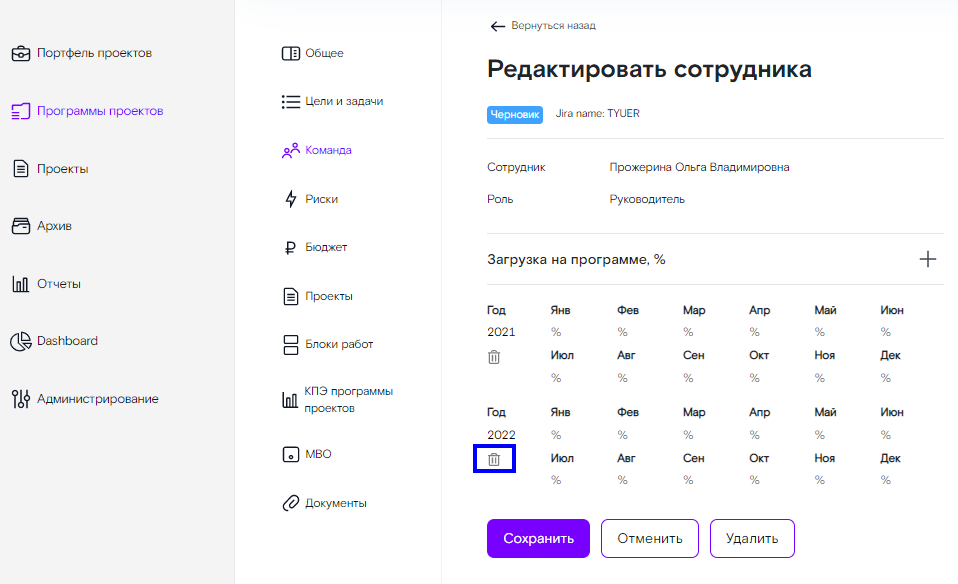 Портфель проектов
Программы проектов
Проекты
Архив
Отчеты
Dashboard
Администрирование
Общее
Цели и задачи
Команда
Риски
Бюджет
Проекты
Блоки работ
КПЭ программы
проектов
МВО
Документы
Вернуться назад
Редактировать сотрудника
Черновик Jira name: TYUER
Сотрудник Прожерина Ольга Владимировна
Роль Руководитель
Загрузка на программе, %
Год Янв Фев Мар Апр Май Июн
2021 % % % % % %
Июл Авг Сен Окт Ноя Дек
% % % % % %
Год Янв Фев Мар Апр Май Июн
2022 % % % % % %
Июл Авг Сен Окт Ноя Дек
% % % % % %
Сохранить Отменить Удалить